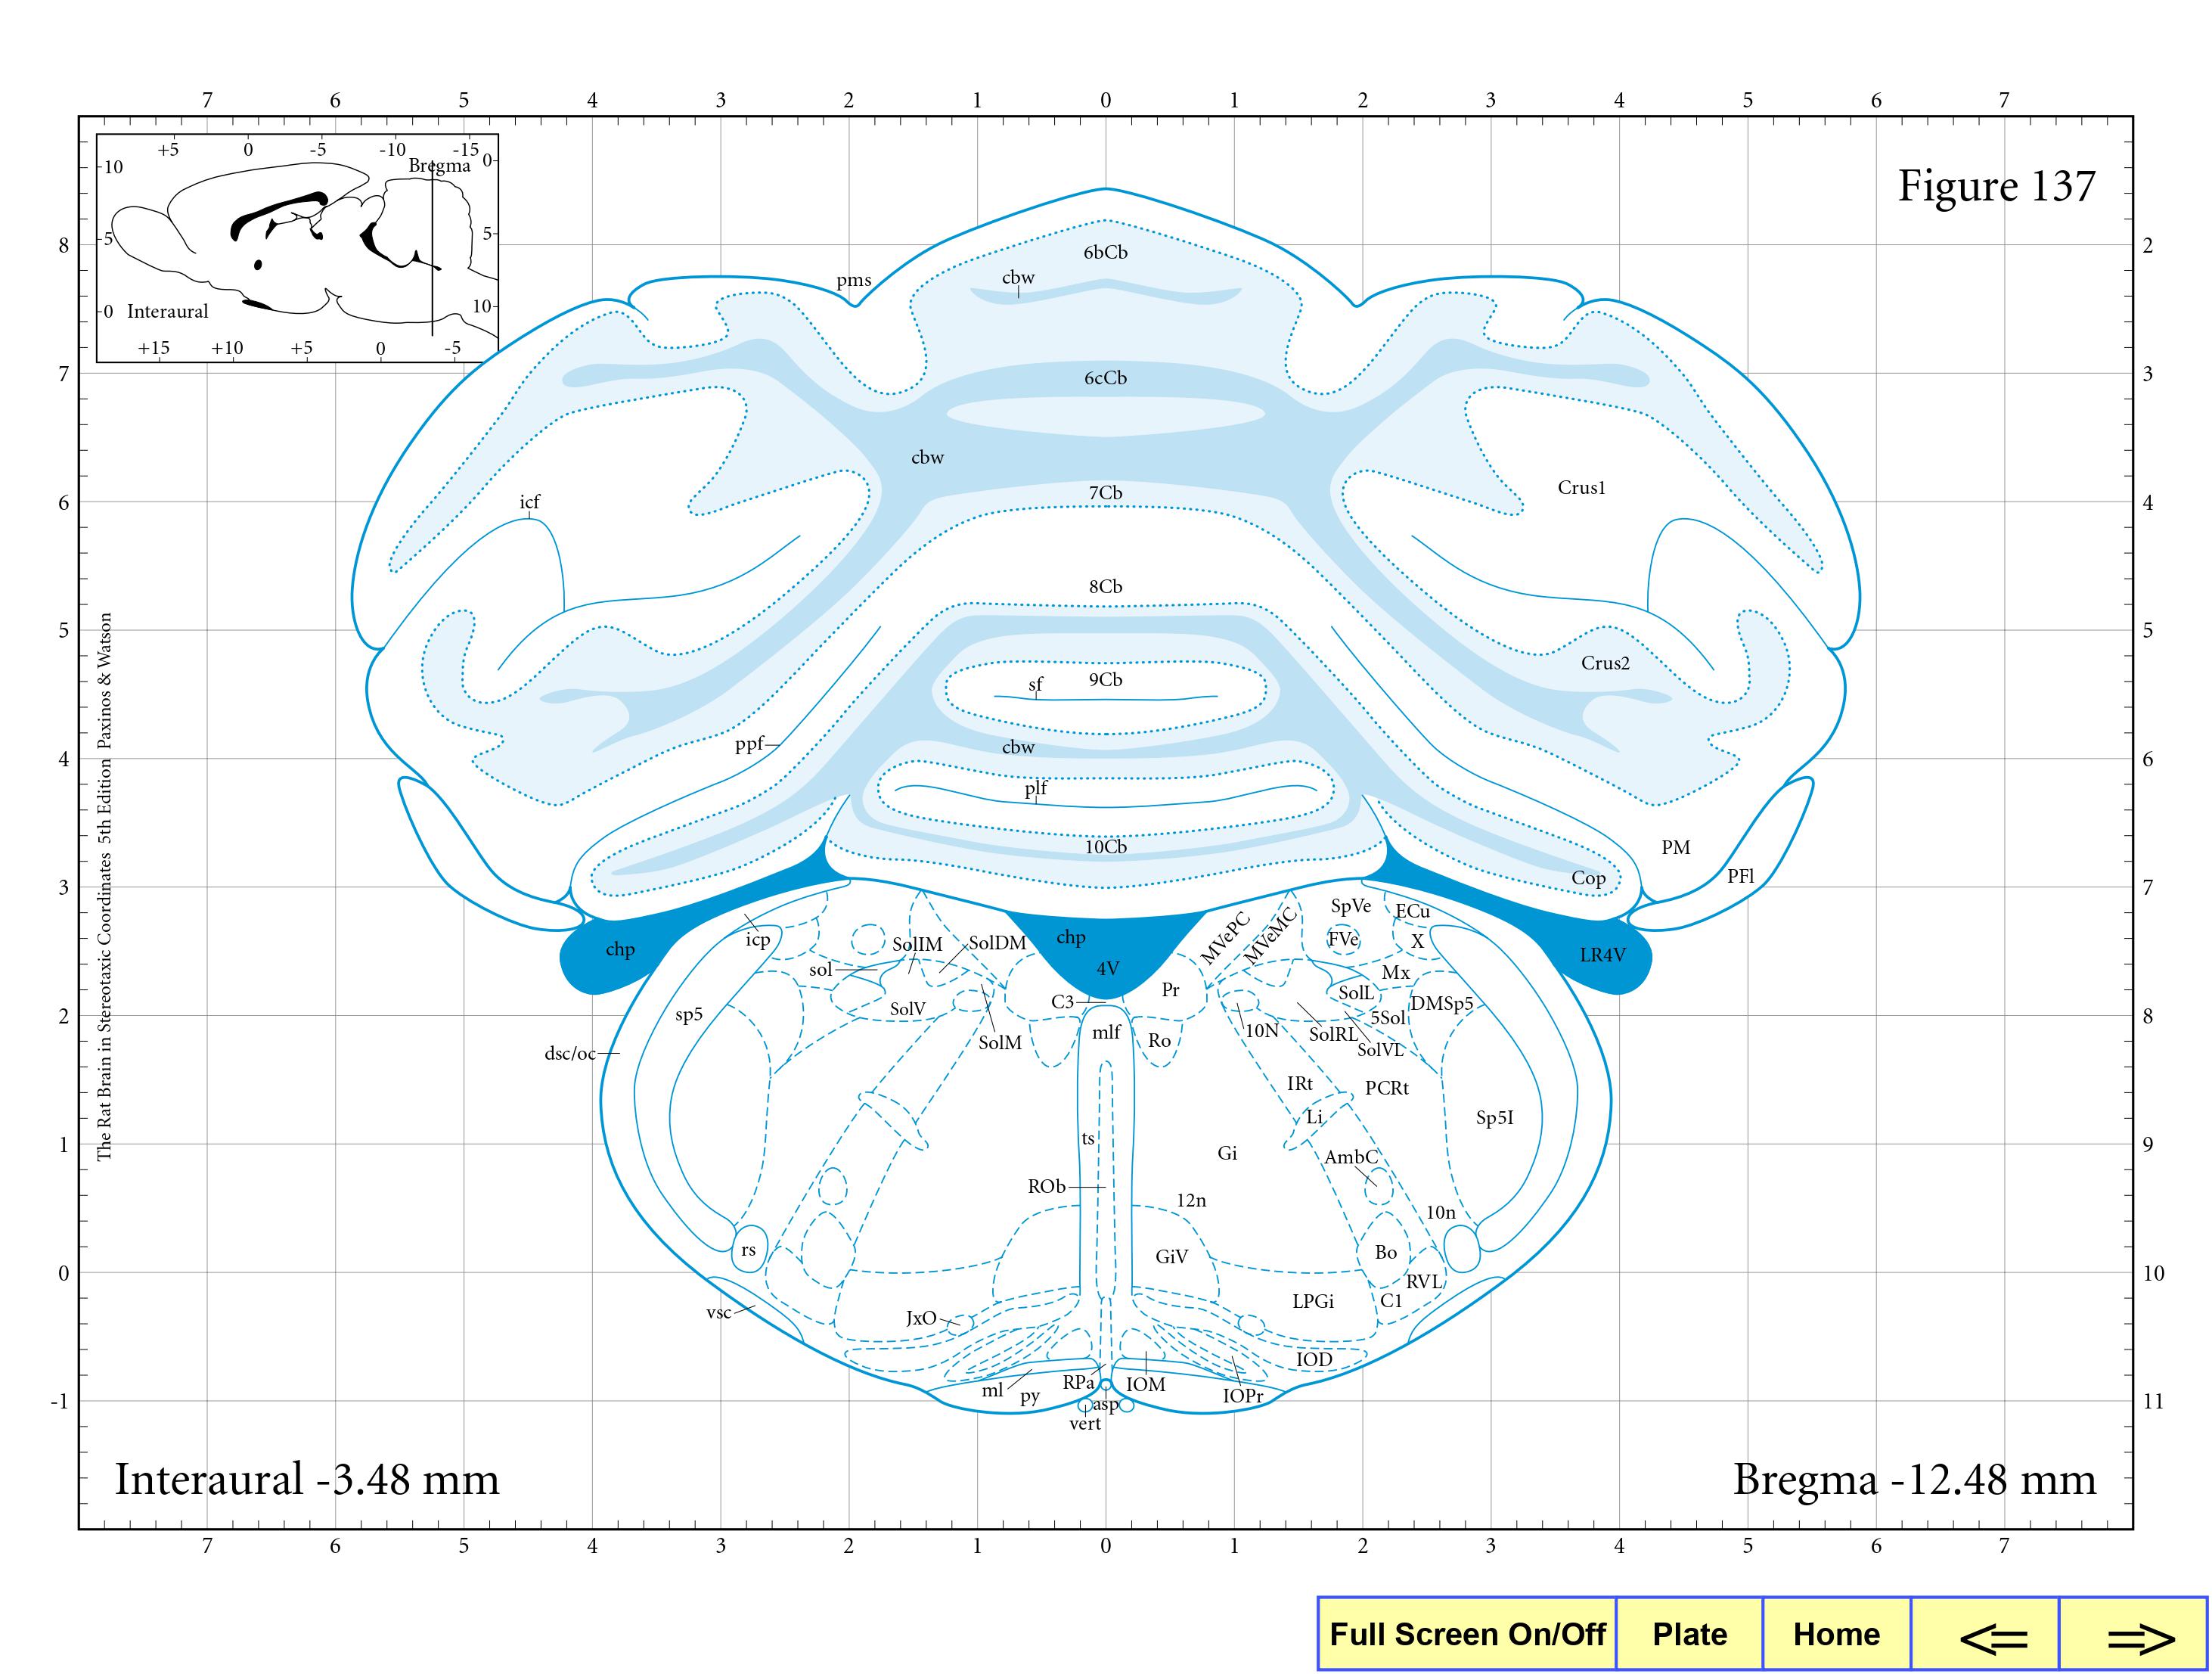 7 6 5 4 3 2 1 0 1 2 3 4 5 6 7
+5 0 -5 -10 -15
Bregma
0
10
5
5
Interaural
0
10
+15 +10 +5 0 -5
Figure 137
8 2
7 3
6 4
5 5
4 6
3 7
2 8
1 9
0 10
-1 11
The Rat Brain in Stereotaxic Coordinates 5th Edition Paxinos & Watson
6bCb
cbw
pms
6cCb
cbw
7Cb
Crus1
icf
8Cb
Crus2
sf
9Cb
ppf
cbw
plf
10Cb
PM
PFl
Cop
chp
icp
sol
SolIM
SolDM
chp
4V
MVePC
MVeMC
SpVe
ECu
FVe
X
LR4V
Mx
SolL
DMSp5
sp5
SolV
C3
Pr
5Sol
SolM
mlf
Ro
10N
SolRL
SolVL
dsc/oc
IRt
PCRt
Li
Sp5I
ts
Gi
AmbC
ROb
12n
10n
rs
GiV
Bo
RVL
vsc
JxO
LPGi
C1
IOD
ml
py
RPa
IOM
IOPr
asp
vert
Interaural -3.48 mm
Bregma -12.48 mm
7 6 5 4 3 2 1 0 1 2 3 4 5 6 7
Full Screen On/Off Plate Home <= =>